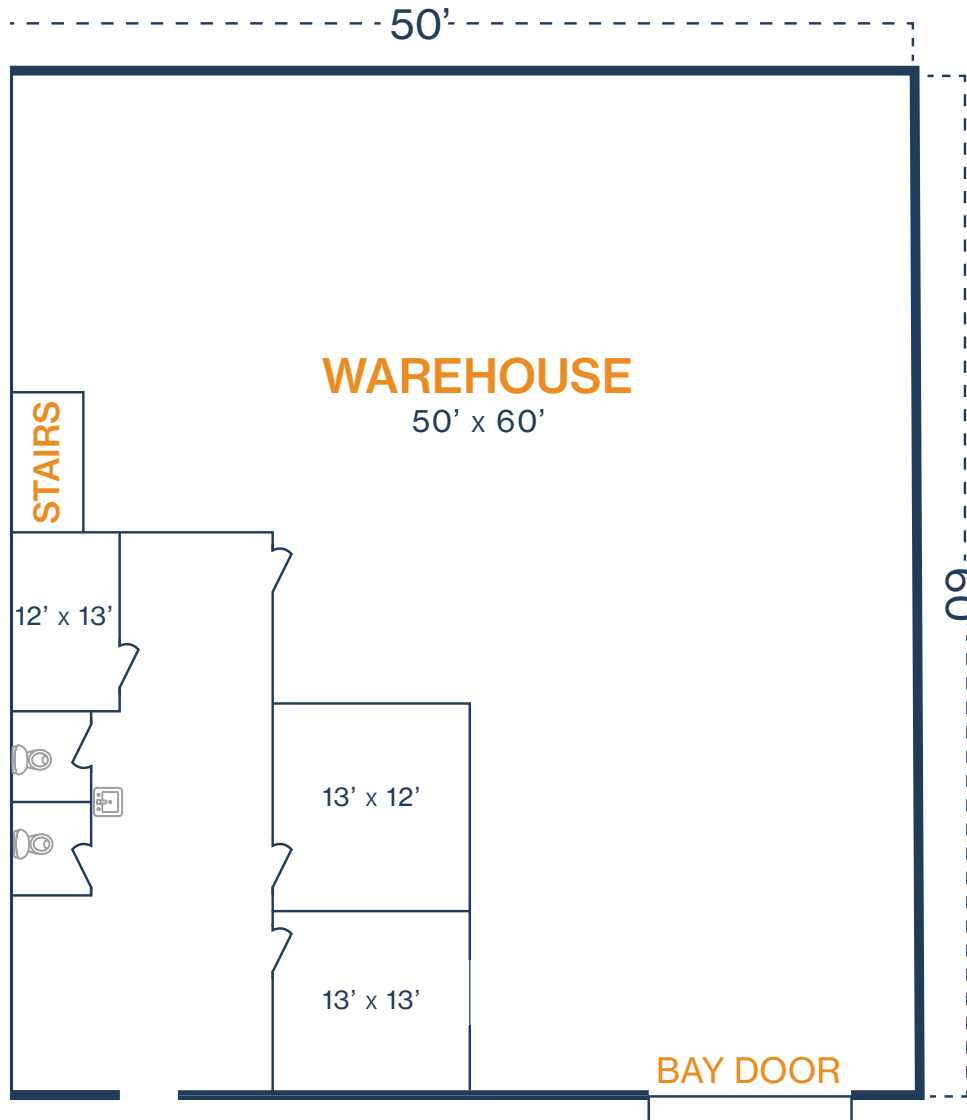 50’
WAREHOUSE
50’ x 60’
STAIRS
60
12’ x 13’
13’ x 12’
13’ x 13’
BAY DOOR